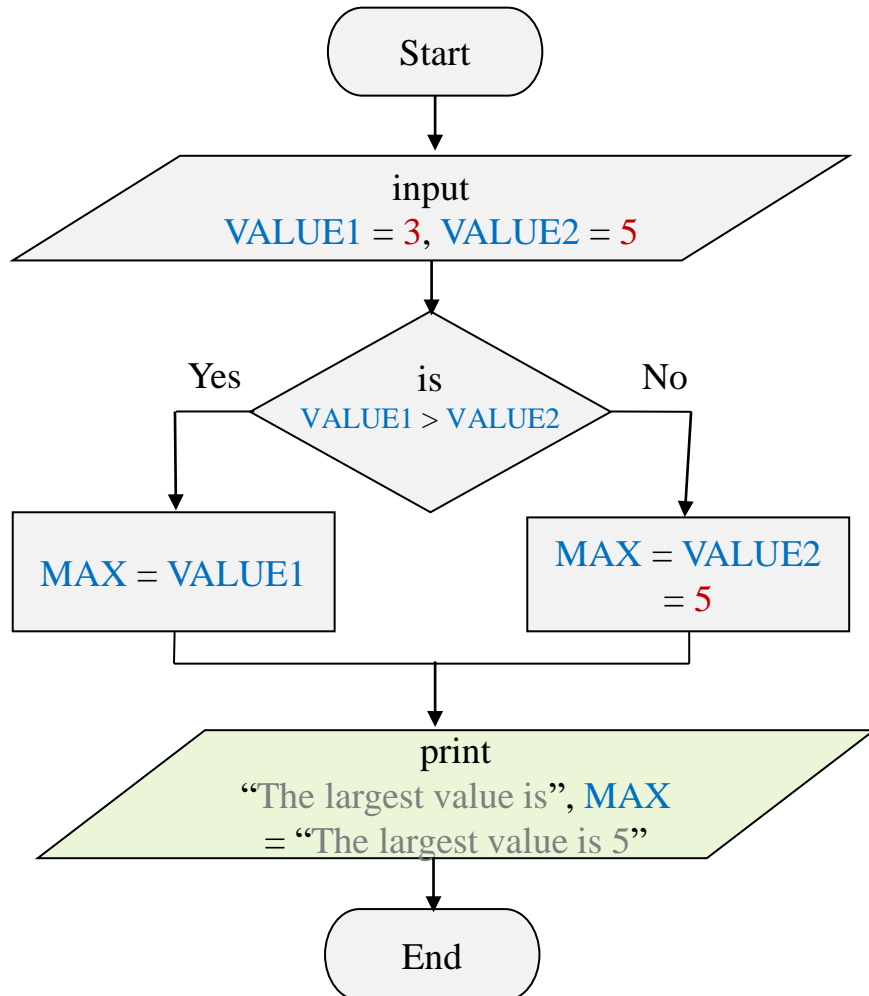 Start
input
VALUE1 = 3, VALUE2 = 5
Yes
is
VALUE1 > VALUE2
No
MAX = VALUE1
MAX = VALUE2
= 5
print
“The largest value is”, MAX
= “The largest value is 5”
End